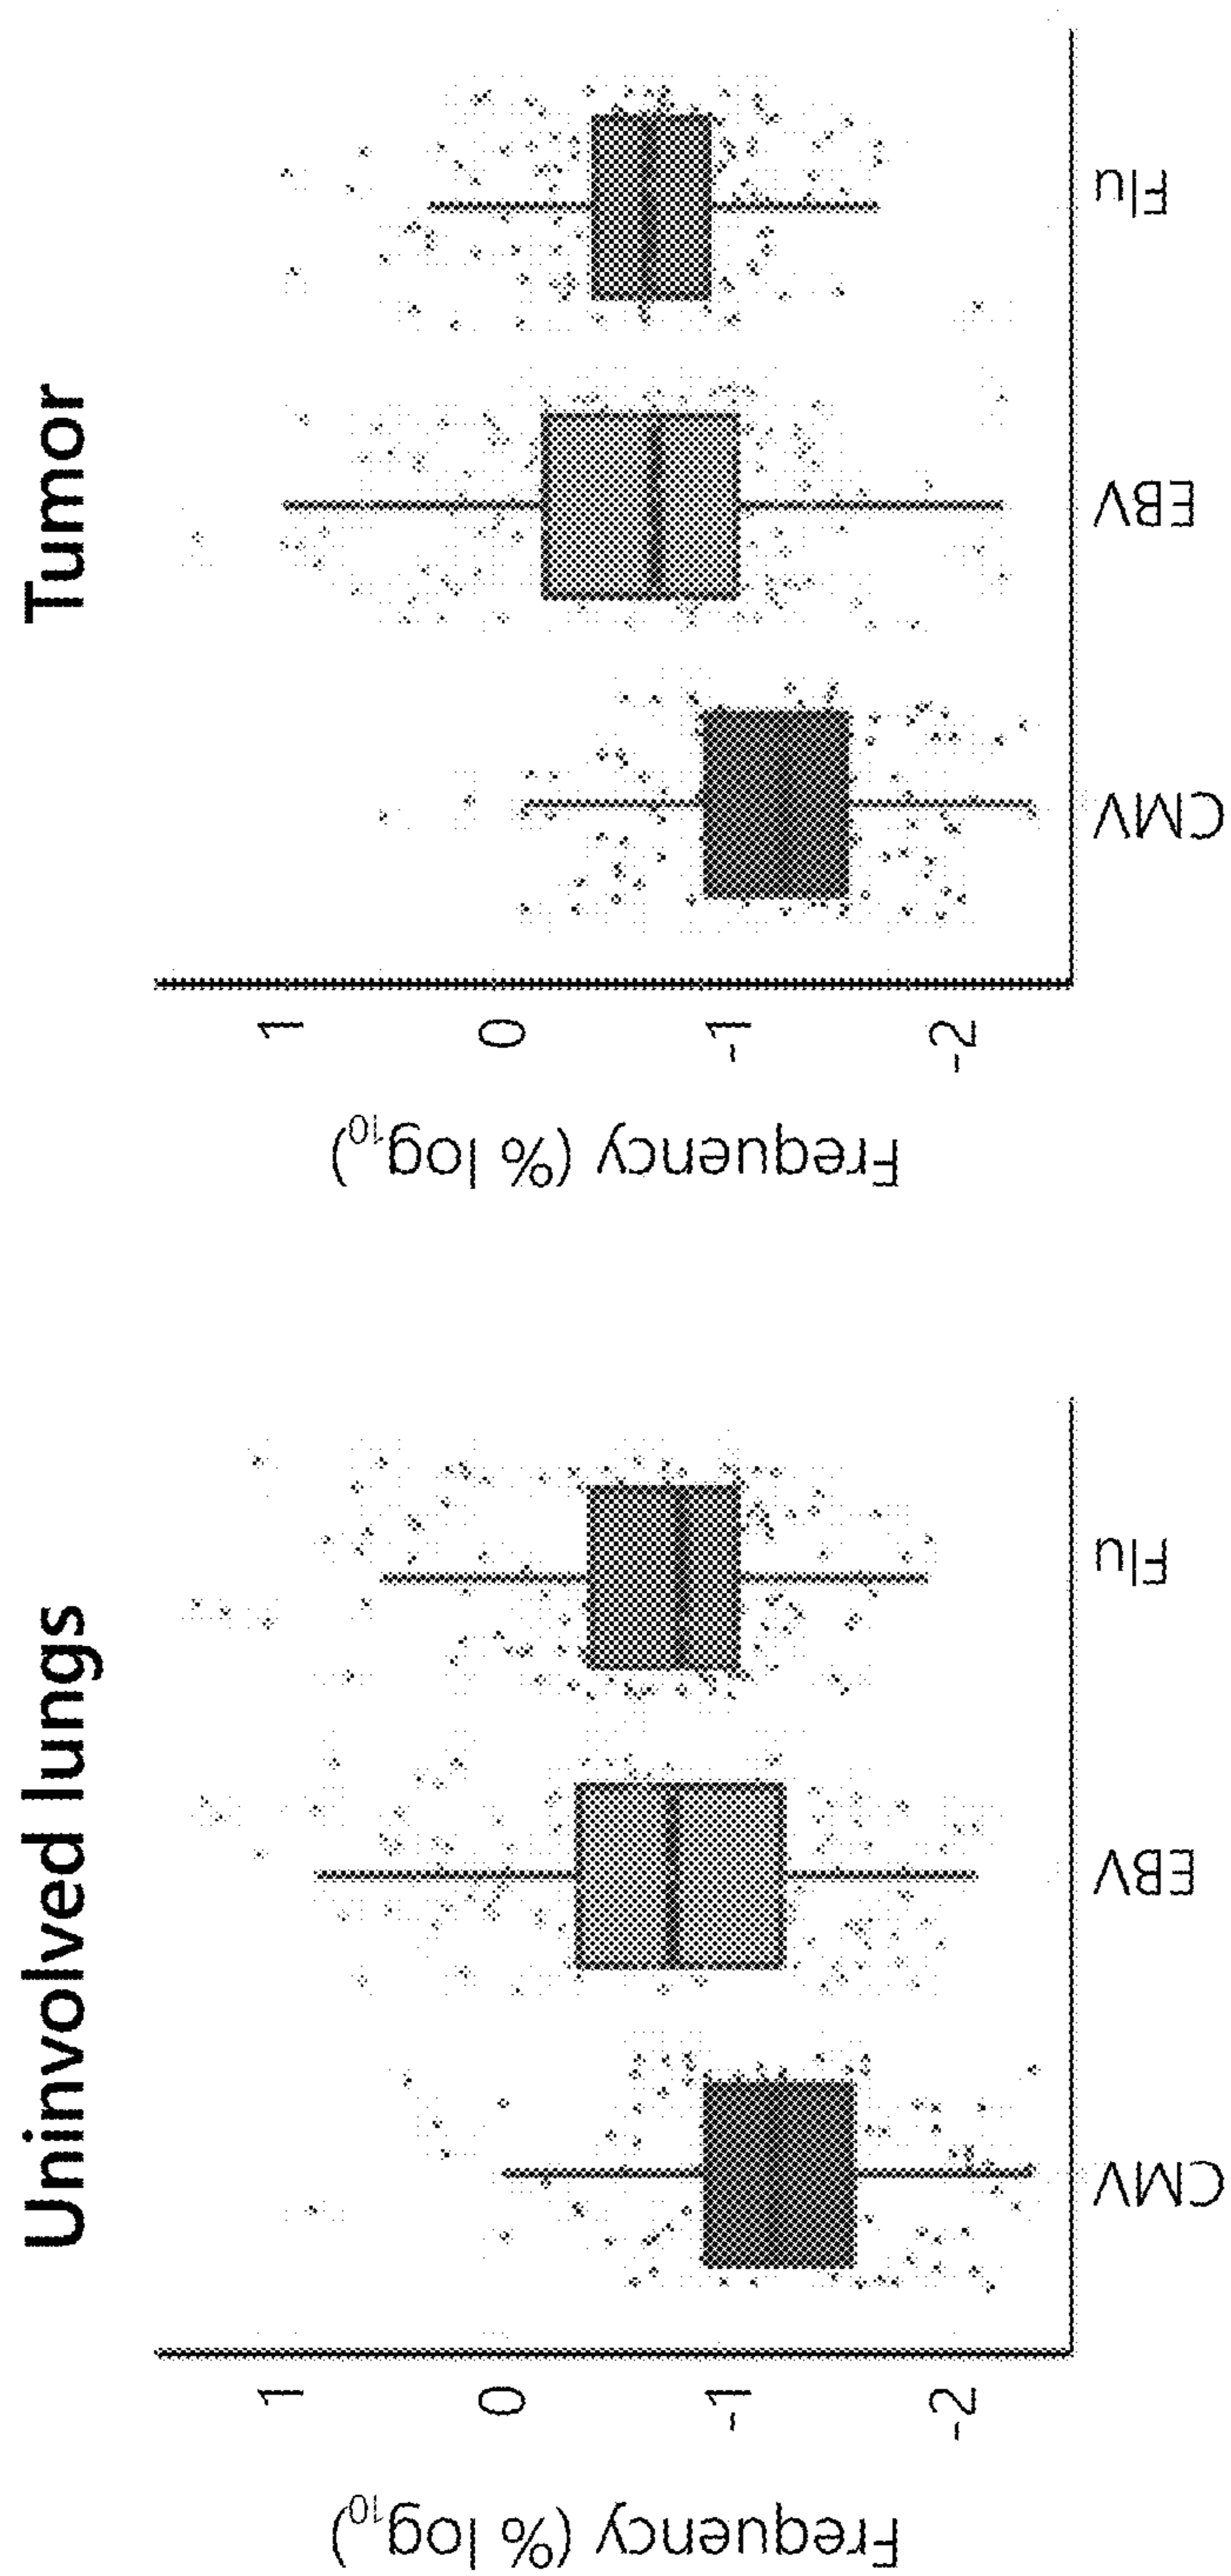 Uninvolved lungs
Frequency (% log10)
1
0
-1
-2
CMV
EBV
Flu
Tumor
Frequency (% log10)
1
0
-1
-2
CMV
EBV
Flu